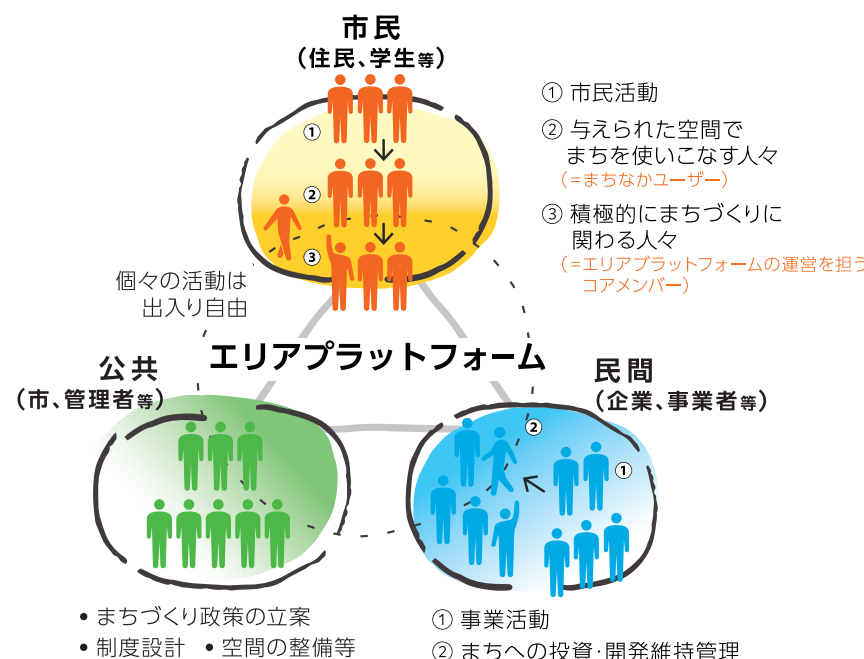 市民
（住民、学生等）
①
②
③
① 市民活動
② 与えられた空間で
まちを使いこなす人々
（=まちなかユーザー）
③ 積極的にまちづくりに
関わる人々
（=エリアプラットフォームの運営を担う
コアメンバー）
個々の活動は
出入り自由
エリアプラットフォーム
公共
（市、管理者等）
民間
（企業、事業者等）
②
①
• まちづくり政策の立案
• 制度設計 • 空間の整備等
① 事業活動
② まちへの投資・開発維持管理